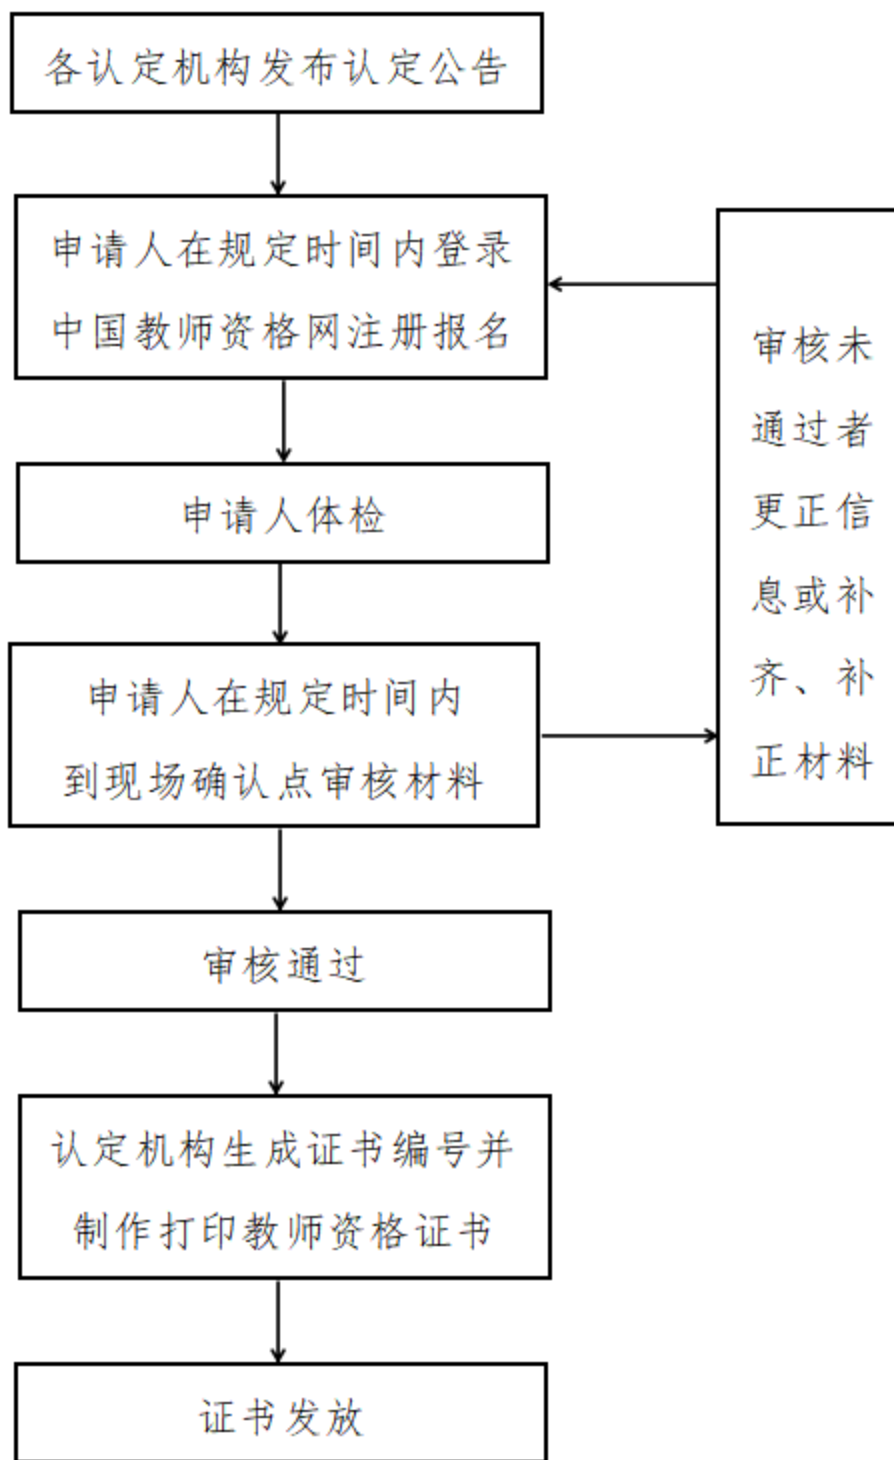 各认定机构发布认定公告
申请人在规定时间内登录
中国教师资格网注册报名
申请人体检
申请人在规定时间内
到现场确认点审核材料
审核未
通过者
更正信
息或补
齐、补
正材料
审核通过
认定机构生成证书编号并
制作打印教师资格证书
证书发放